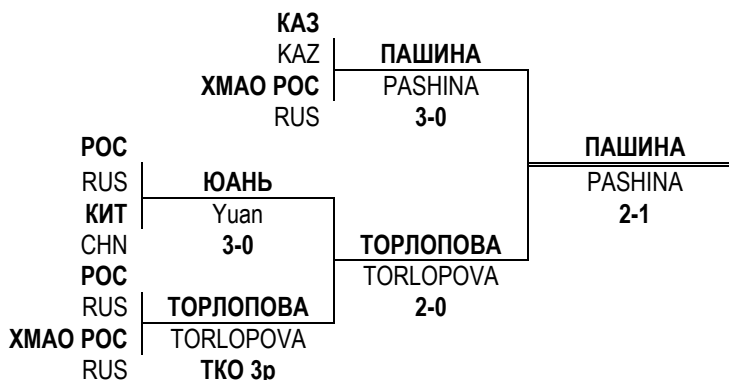 КАЗ
KAZ ПАШИНА
ХМАО РОС PASHINA
RUS 3-0
РОС ПАШИНА
RUS ЮАНЬ PASHINA
КИТ Yuan 2-1
CHN 3-0 ТОРЛОПОВА
РОС TORLOPOVA
RUS ТОРЛОПОВА 2-0
ХМАО РОС TORLOPOVA
RUS ТКО 3р